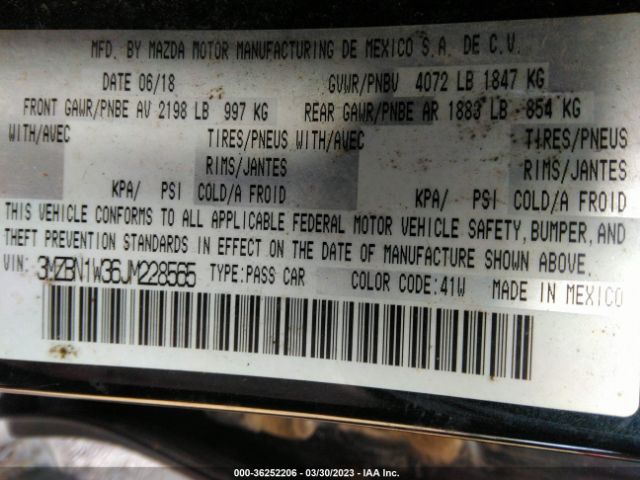 MFD. BY MAZDA MOTOR MANUFACTURING DE MEXICO S.A. DE C.V.
DATE 06/18 GVWR/PNBV 4072 LB 1847 KG
FRONT GAWR/PNBE AV 2198 LB 997 KG REAR GAWR/PNBE AR 1883 LB 854 KG
WITH/AVEC TIRES/PNEUS WITH/AVEC TIRES/PNEUS
RIMS/JANTES RIMS/JANTES
KPA/ PSI COLD/A FROID KPA/ PSI COLD/A FROID
THIS VEHICLE CONFORMS TO ALL APPLICABLE FEDERAL MOTOR VEHICLE SAFETY, BUMPER, AND
THEFT PREVENTION STANDARDS IN EFFECT ON THE DATE OF MANUFACTURE SHOWN ABOVE.
VIN: 3MZBN1W36JM228565 TYPE:PASS CAR COLOR CODE:41W MADE IN MEXICO
000-36252206 - 03/30/2023 - IAA Inc.